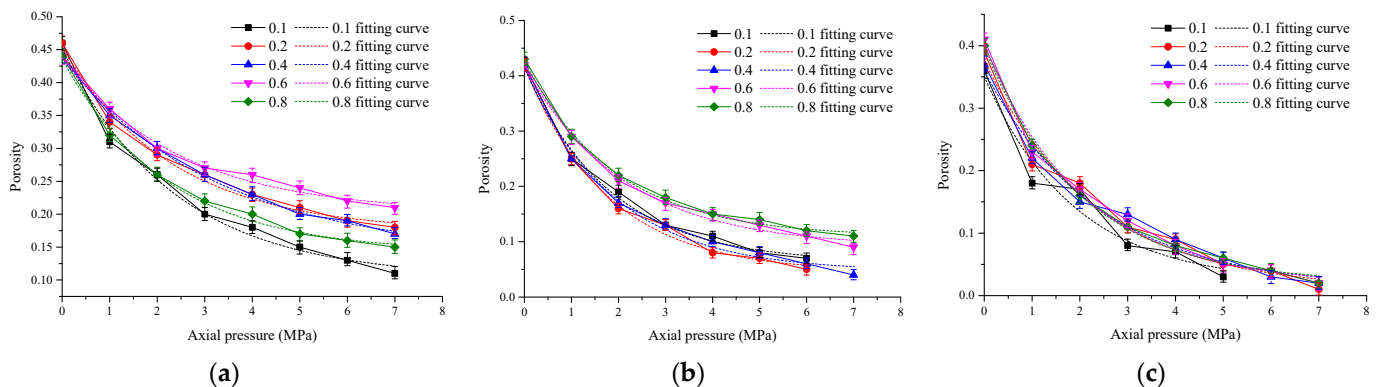 0.50
0.45
0.40
0.35
0.30
0.25
0.20
0.15
0.10
Porosity
0 1 2 3 4 5 6 7 8
Axial pressure (MPa)
0.1 0.1 fitting curve
0.2 0.2 fitting curve
0.4 0.4 fitting curve
0.6 0.6 fitting curve
0.8 0.8 fitting curve
(a)
0.5
0.4
0.3
0.2
0.1
0.0
Porosity
0 1 2 3 4 5 6 7 8
Axial pressure (MPa)
0.1 0.1 fitting curve
0.2 0.2 fitting curve
0.4 0.4 fitting curve
0.6 0.6 fitting curve
0.8 0.8 fitting curve
(b)
0.4
0.3
0.2
0.1
0.0
Porosity
0 1 2 3 4 5 6 7 8
Axial pressure (MPa)
0.1 0.1 fitting curve
0.2 0.2 fitting curve
0.4 0.4 fitting curve
0.6 0.6 fitting curve
0.8 0.8 fitting curve
(c)